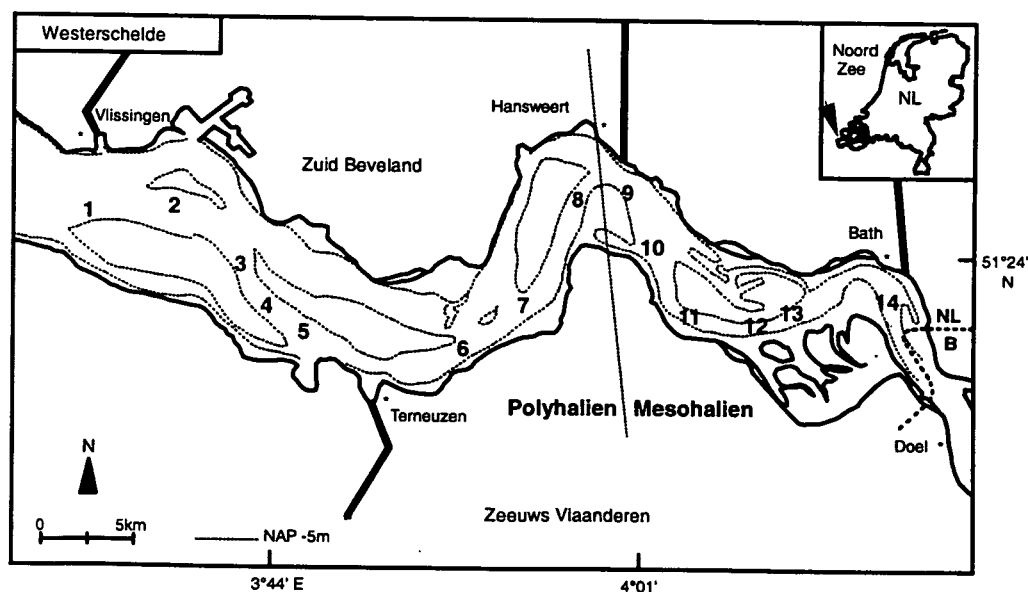 Westerschelde
Noord
Zee
NL
Vlissingen
Hansweert
Zuid Beveland
1
2
3
4
5
6
7
8
9
10
11
12
13
14
Bath
51°24'
N
NL
B
Polyhalien Mesohalien
Terneuzen
Doel
N
0 5km
NAP -5m
Zeeuws Vlaanderen
3°44' E
4°01'